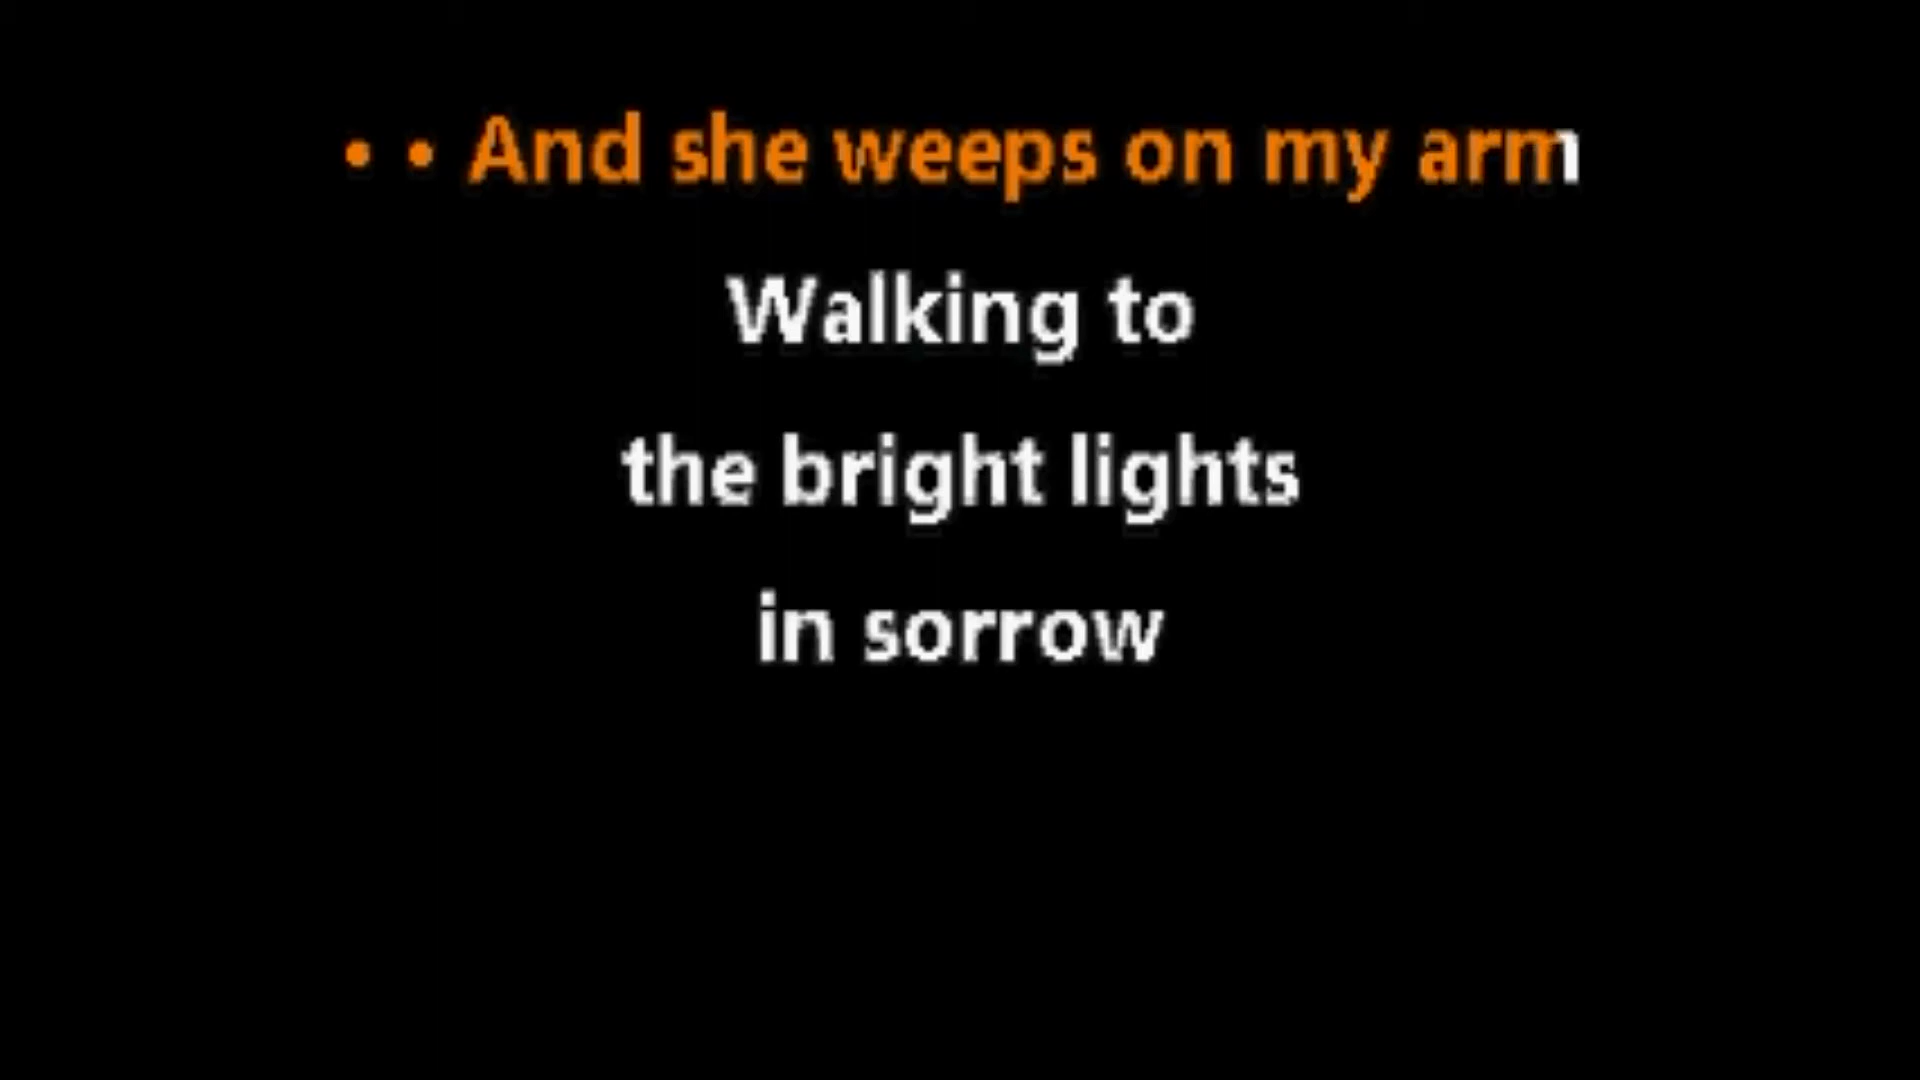 • • And she weeps on my arm
Walking to
the bright lights
in sorrow